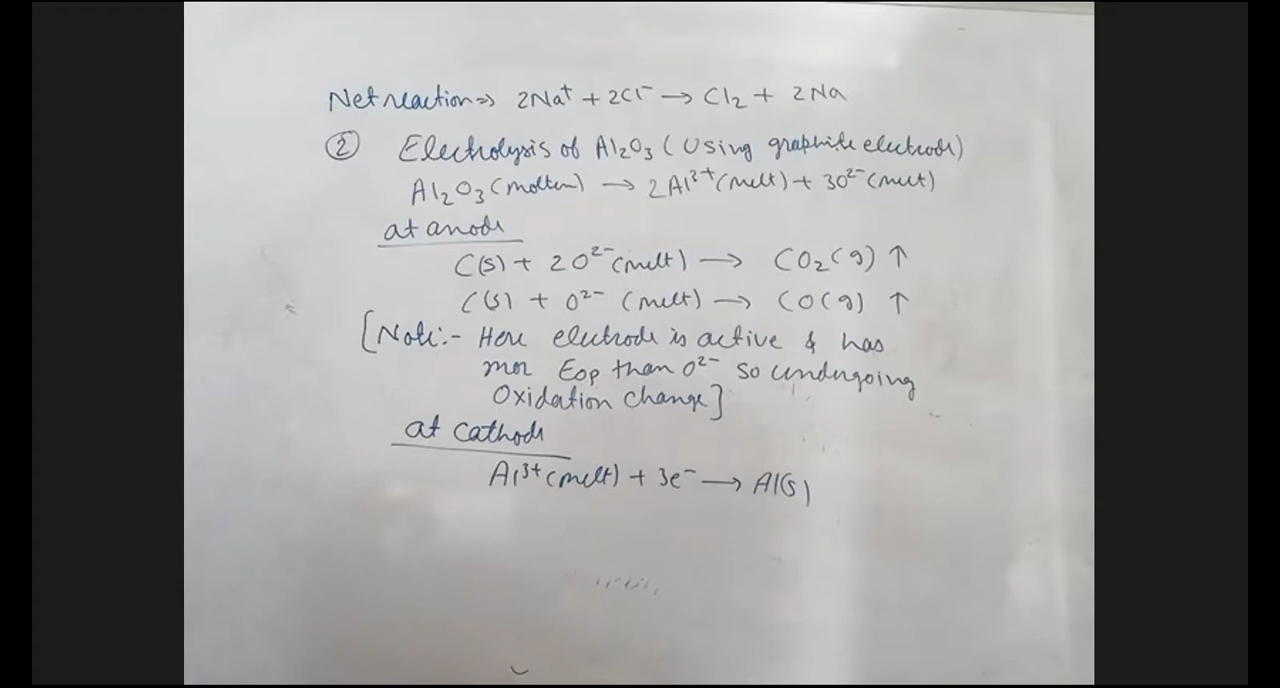 Net reaction ⇒ 2Na⁺ + 2Cl⁻ → Cl₂ + 2Na
② Electrolysis of Al₂O₃ (Using graphite electrode)
Al₂O₃ (molten) → 2Al³⁺ (melt) + 3O²⁻ (melt)
at anode
C(s) + 2O²⁻ (melt) → CO₂(g) ↑
C(s) + O²⁻ (melt) → CO(g) ↑
[Note:- Here electrode is active & has
mor Eop than O²⁻ so undergoing
Oxidation change]
at cathode
Al³⁺ (melt) + 3e⁻ → Al(s)